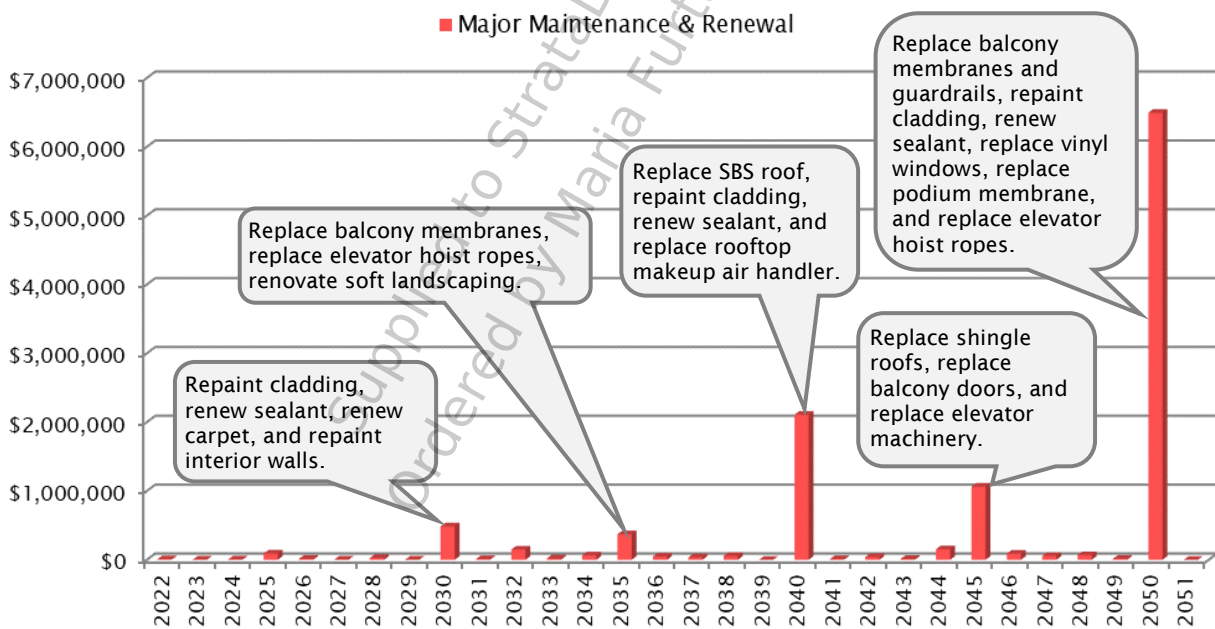 Major Maintenance & Renewal
$7,000,000
$6,000,000
$5,000,000
$4,000,000
$3,000,000
$2,000,000
$1,000,000
$0
Repaint cladding,
renew sealant, renew
carpet, and repaint
interior walls.
Replace balcony membranes,
replace elevator hoist ropes,
renovate soft landscaping.
Replace SBS roof,
repaint cladding,
renew sealant, and
replace rooftop
makeup air handler.
Replace shingle
roofs, replace
balcony doors, and
replace elevator
machinery.
Replace balcony
membranes and
guardrails, repaint
cladding, renew
sealant, replace vinyl
windows, replace
podium membrane,
and replace elevator
hoist ropes.
2022
2023
2024
2025
2026
2027
2028
2029
2030
2031
2032
2033
2034
2035
2036
2037
2038
2039
2040
2041
2042
2043
2044
2045
2046
2047
2048
2049
2050
2051
Supplied to
Ordered by Maria